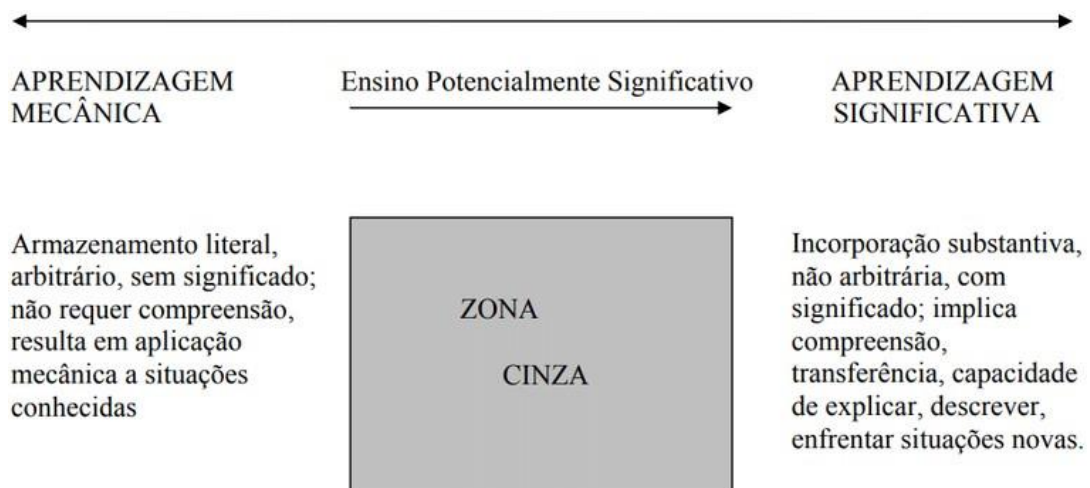 APRENDIZAGEM
MECÂNICA
Ensino Potencialmente Significativo
APRENDIZAGEM
SIGNIFICATIVA
Armazenamento literal,
arbitrário, sem significado;
não requer compreensão,
resulta em aplicação
mecânica a situações
conhecidas
ZONA
CINZA
Incorporação substantiva,
não arbitrária, com
significado; implica
compreensão,
transferência, capacidade
de explicar, descrever,
enfrentar situações novas.